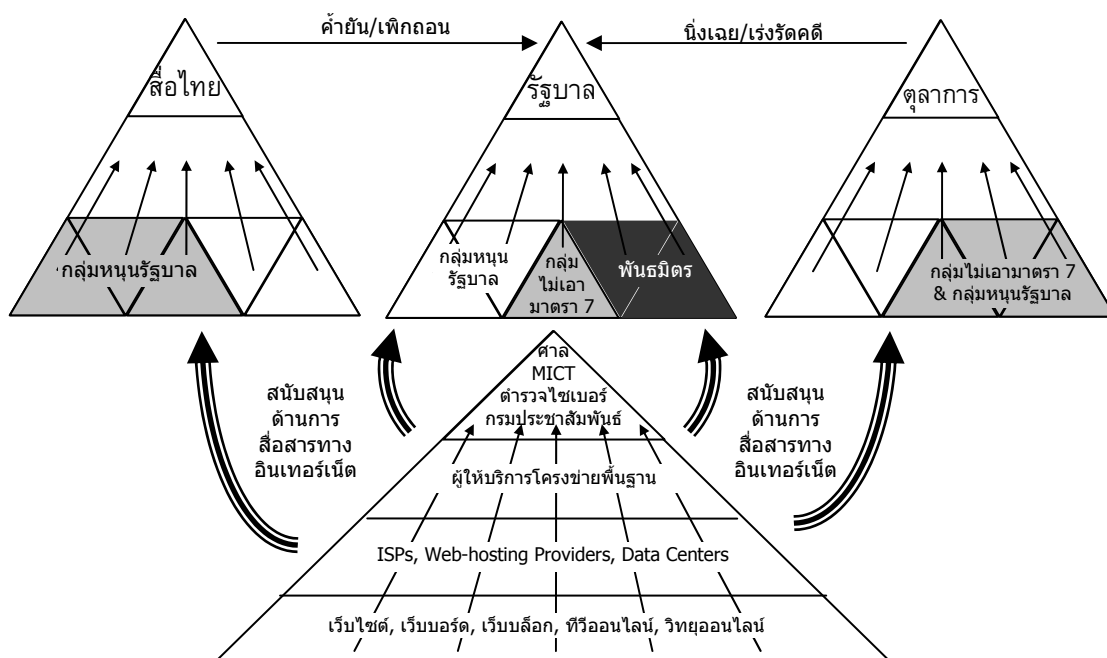 ค้ำยัน/เพิกถอน
นิ่งเฉย/เร่งรัดคดี
สื่อไทย
รัฐบาล
ตุลาการ
กลุ่มหนุนรัฐบาล
กลุ่มหนุน
รัฐบาล
กลุ่ม
ไม่เอา
มาตรา 7
พันธมิตร
กลุ่มไม่เอามาตรา 7
& กลุ่มหนุนรัฐบาล
สนับสนุน
ด้านการ
สื่อสารทาง
อินเทอร์เน็ต
ศาล
MICT
ตำรวจไซเบอร์
กรมประชาสัมพันธ์
สนับสนุน
ด้านการ
สื่อสารทาง
อินเทอร์เน็ต
ผู้ให้บริการโครงข่ายพื้นฐาน
ISPs, Web-hosting Providers, Data Centers
เว็บไซต์, เว็บบอร์ด, เว็บบล็อก, ทีวีออนไลน์, วิทยุออนไลน์